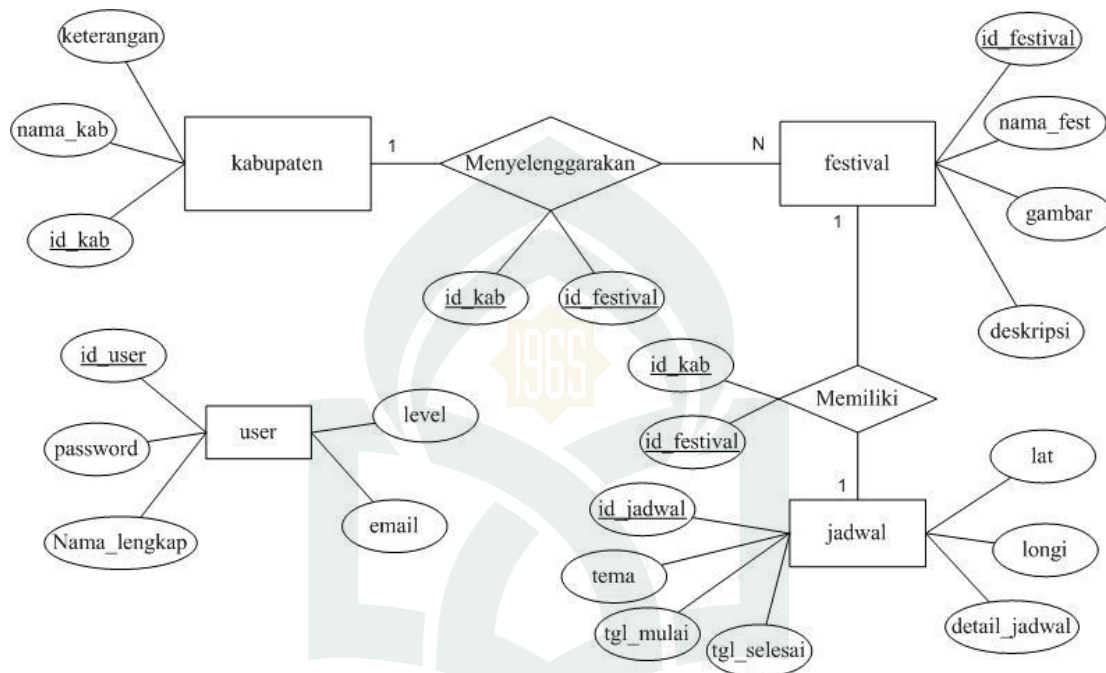 keterangan
nama_kab
id_kab
kabupaten
1
Menyelenggarakan
id_kab
id_festival
N
festival
id_festival
nama_fest
gambar
deskripsi
1
Memiliki
id_kab
id_festival
1
jadwal
id_jadwal
tema
tgl_mulai
tgl_selesai
lat
longi
detail_jadwal
user
id_user
password
Nama_lengkap
level
email
1965